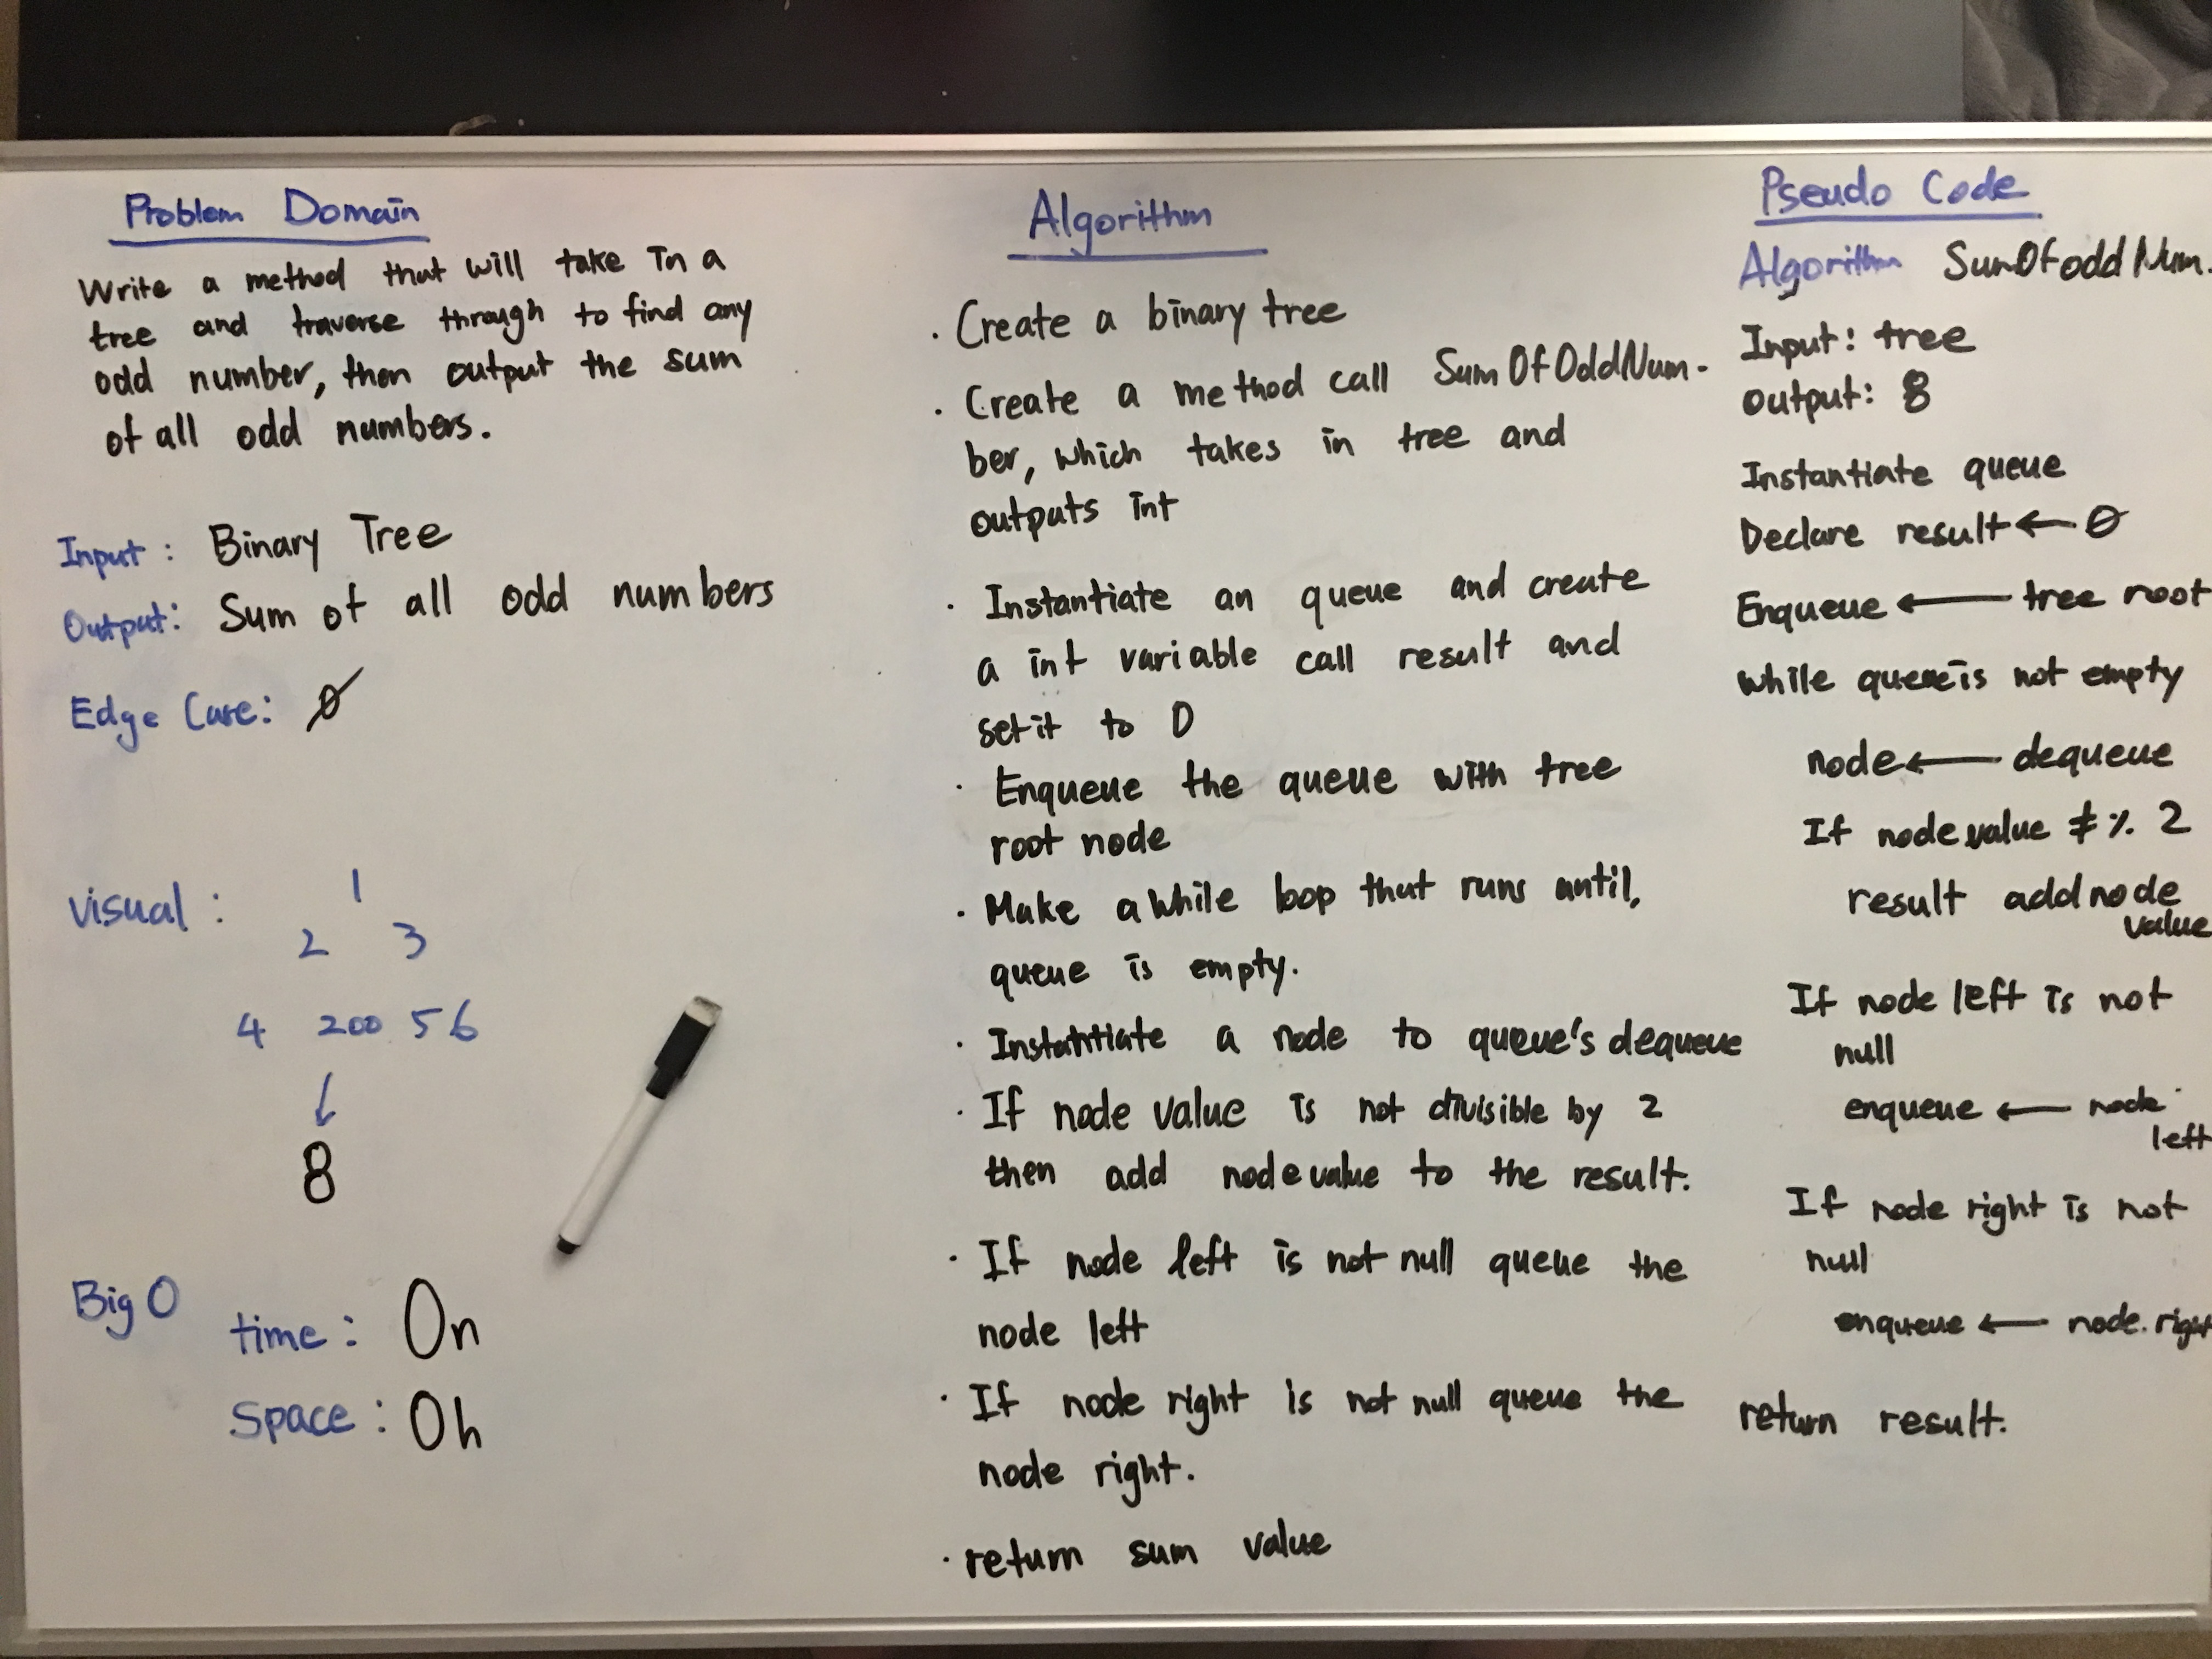 Problem Domain
Write a method that will take in a
tree and traverse through to find any
odd number, then output the sum
of all odd numbers.
Input: Binary Tree
Output: Sum of all odd numbers
Edge Case: Ø
Visual:
1
2 3
4 200 5 6
↓
8
Big O
time: On
Space: Oh
Algorithm
· Create a binary tree
· Create a method call SumOfOddNum-
ber, which takes in tree and
outputs int
· Instantiate an queue and create
a int variable call result and
set it to 0
· Enqueue the queue with tree
root node
· Make a while loop that runs until,
queue is empty.
· Instantiate a node to queue's dequeue
· If node value is not divisible by 2
then add node value to the result.
· If node left is not null queue the
node left
· If node right is not null queue the
node right.
· return sum value
Pseudo Code
Algorithm SumOfoddNum.
Input: tree
output: 8
Instantiate queue
Declare result ← 0
Enqueue ← tree root
while queue is not empty
node ← dequeue
If node value ≠ % 2
result add node
value
If node left is not
null
enqueue ← node
left
If node right is not
null
enqueue ← node.right
return result.